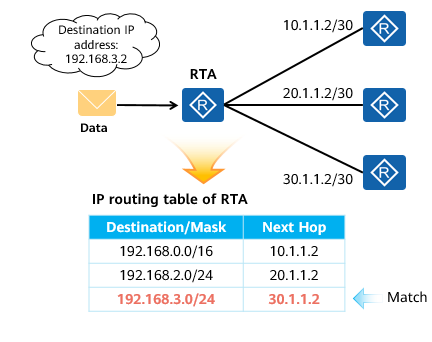 Destination IP
address:
192.168.3.2
10.1.1.2/30
RTA
R
20.1.1.2/30
R
R
Data
30.1.1.2/30
R
IP routing table of RTA
Destination/Mask Next Hop
192.168.0.0/16 10.1.1.2
192.168.2.0/24 20.1.1.2
192.168.3.0/24 30.1.1.2
Match